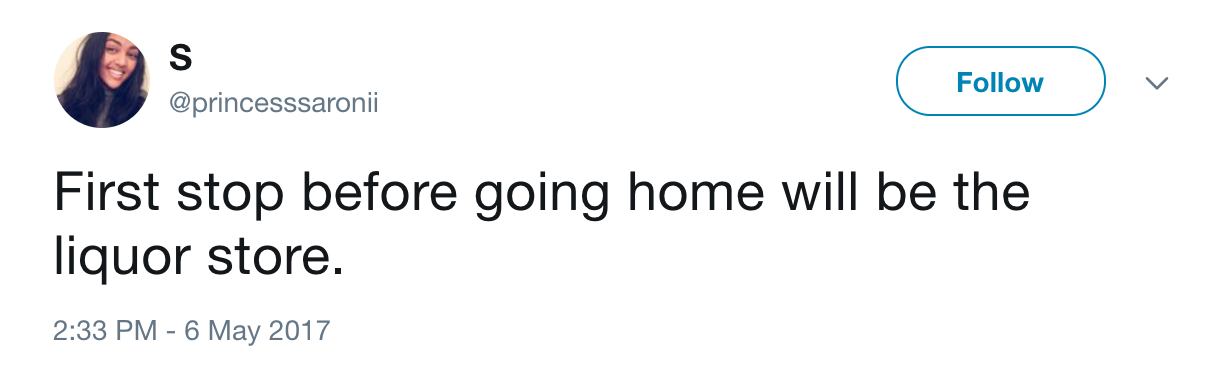 S
@princesssaronii
Follow
First stop before going home will be the
liquor store.
2:33 PM - 6 May 2017